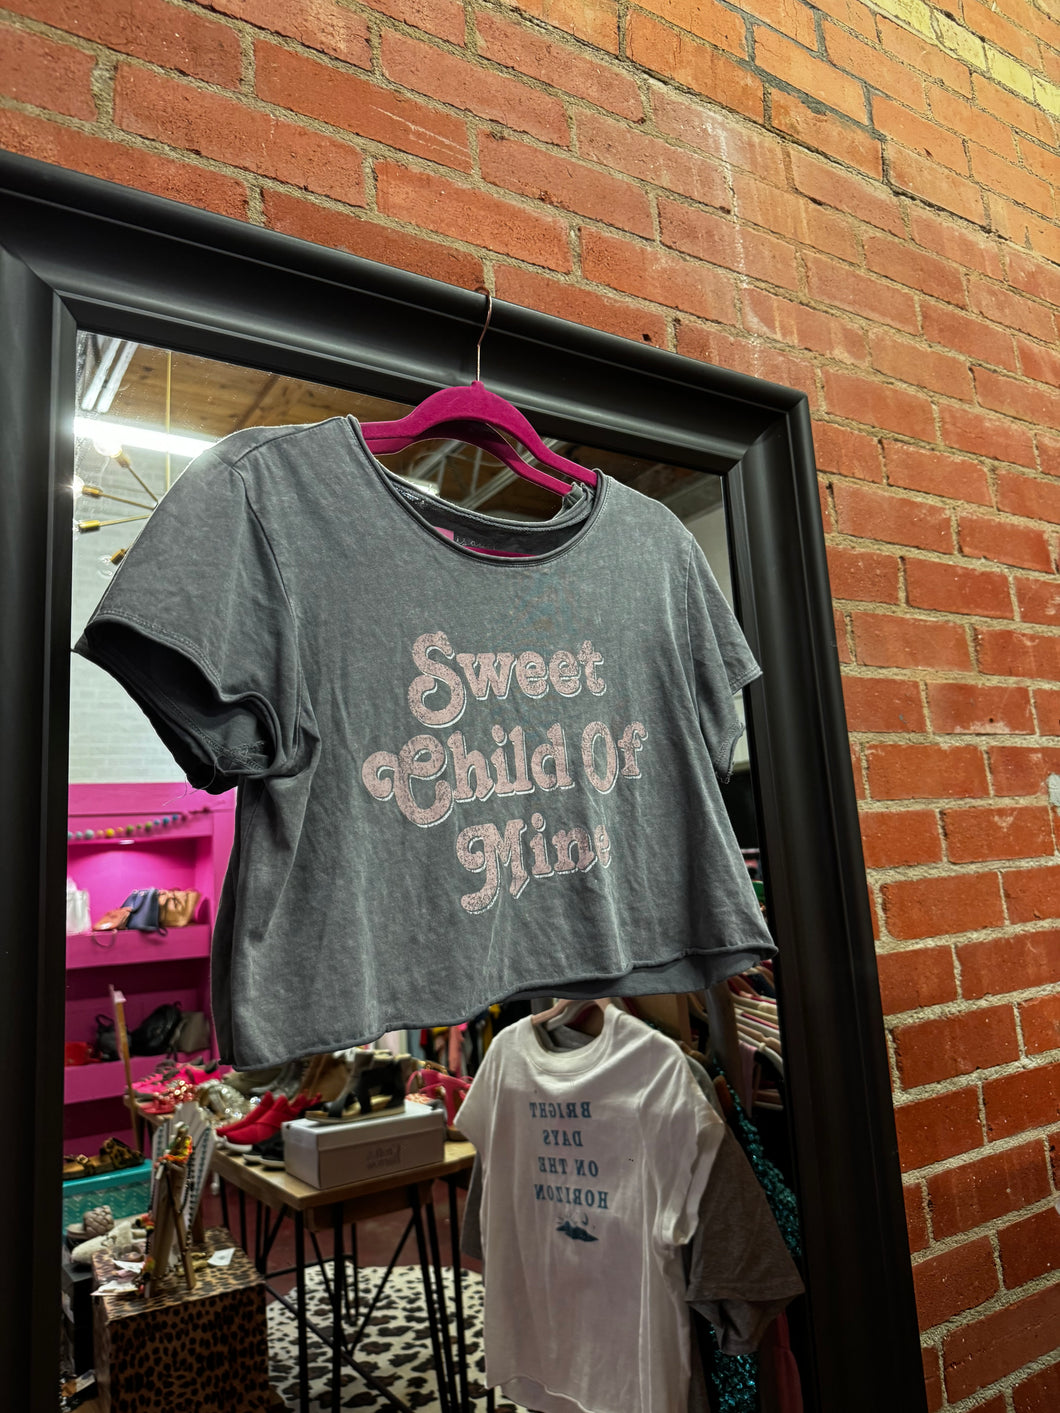 Sweet
Child Of
Mine
BRIGHT
DAYS
ON THE
HORIZON